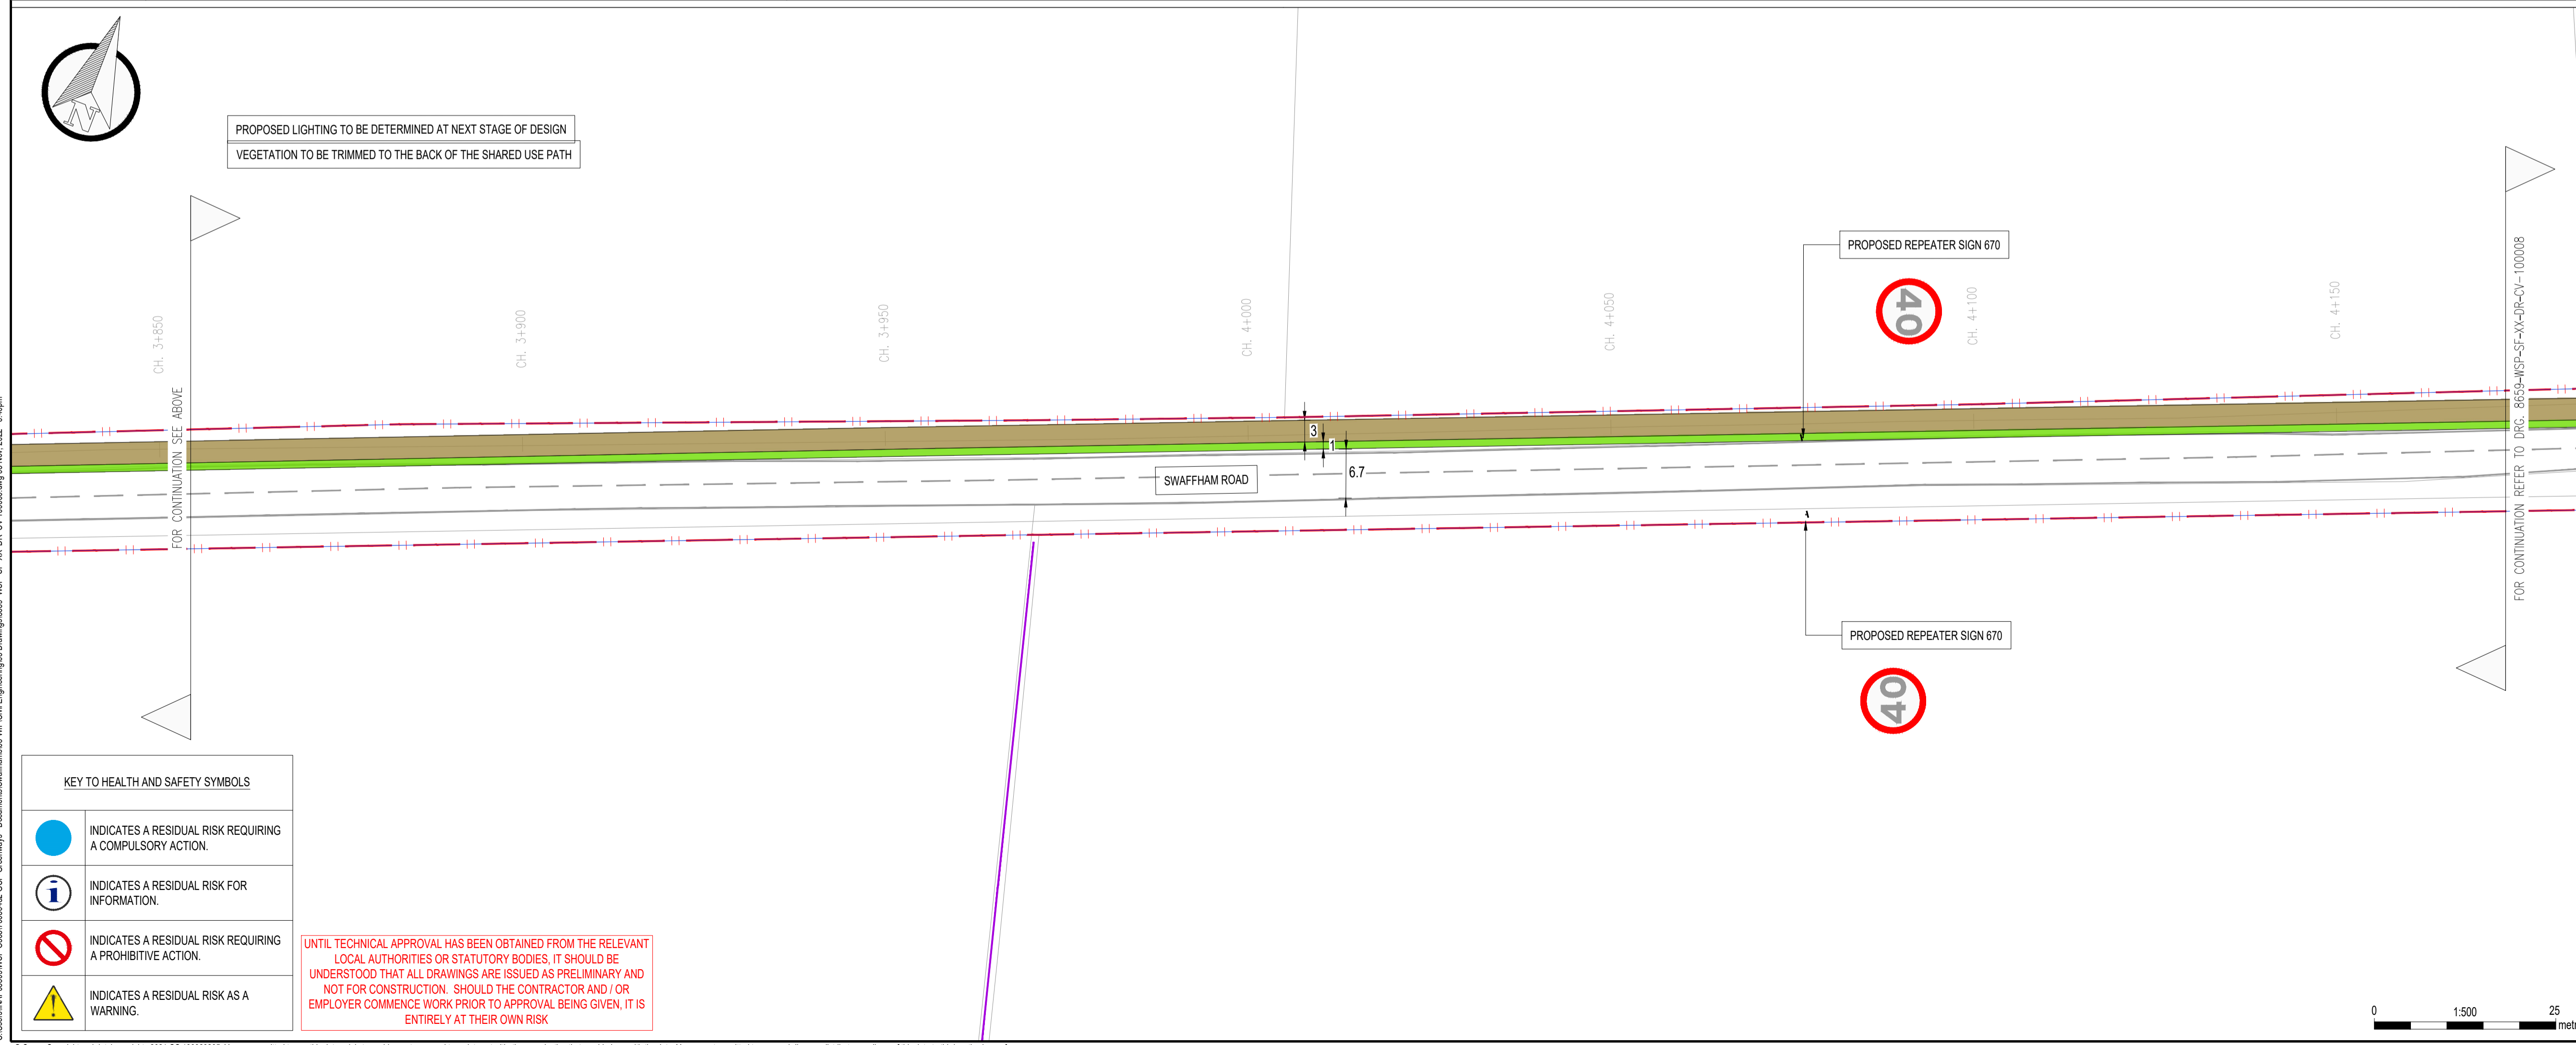 N
PROPOSED LIGHTING TO BE DETERMINED AT NEXT STAGE OF DESIGN
VEGETATION TO BE TRIMMED TO THE BACK OF THE SHARED USE PATH
PROPOSED REPEATER SIGN 670
40
CH. 3+850
CH. 3+900
CH. 3+950
CH. 4+000
CH. 4+050
CH. 4+100
CH. 4+150
FOR CONTINUATION SEE ABOVE
FOR CONTINUATION REFER TO DRG. 8659-WSP-SF-XX-DR-CV-100008
3
1
6.7
SWAFFHAM ROAD
PROPOSED REPEATER SIGN 670
40
KEY TO HEALTH AND SAFETY SYMBOLS
INDICATES A RESIDUAL RISK REQUIRING
A COMPULSORY ACTION.
i
INDICATES A RESIDUAL RISK FOR
INFORMATION.
INDICATES A RESIDUAL RISK REQUIRING
A PROHIBITIVE ACTION.
!
INDICATES A RESIDUAL RISK AS A
WARNING.
UNTIL TECHNICAL APPROVAL HAS BEEN OBTAINED FROM THE RELEVANT
LOCAL AUTHORITIES OR STATUTORY BODIES, IT SHOULD BE
UNDERSTOOD THAT ALL DRAWINGS ARE ISSUED AS PRELIMINARY AND
NOT FOR CONSTRUCTION. SHOULD THE CONTRACTOR AND / OR
EMPLOYER COMMENCE WORK PRIOR TO APPROVAL BEING GIVEN, IT IS
ENTIRELY AT THEIR OWN RISK
0 1:500 25